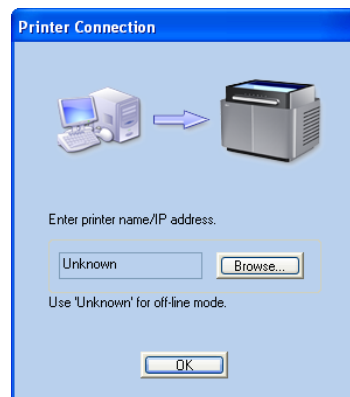 Printer Connection
Enter printer name/IP address.
Unknown
Browse...
Use 'Unknown' for off-line mode.
OK